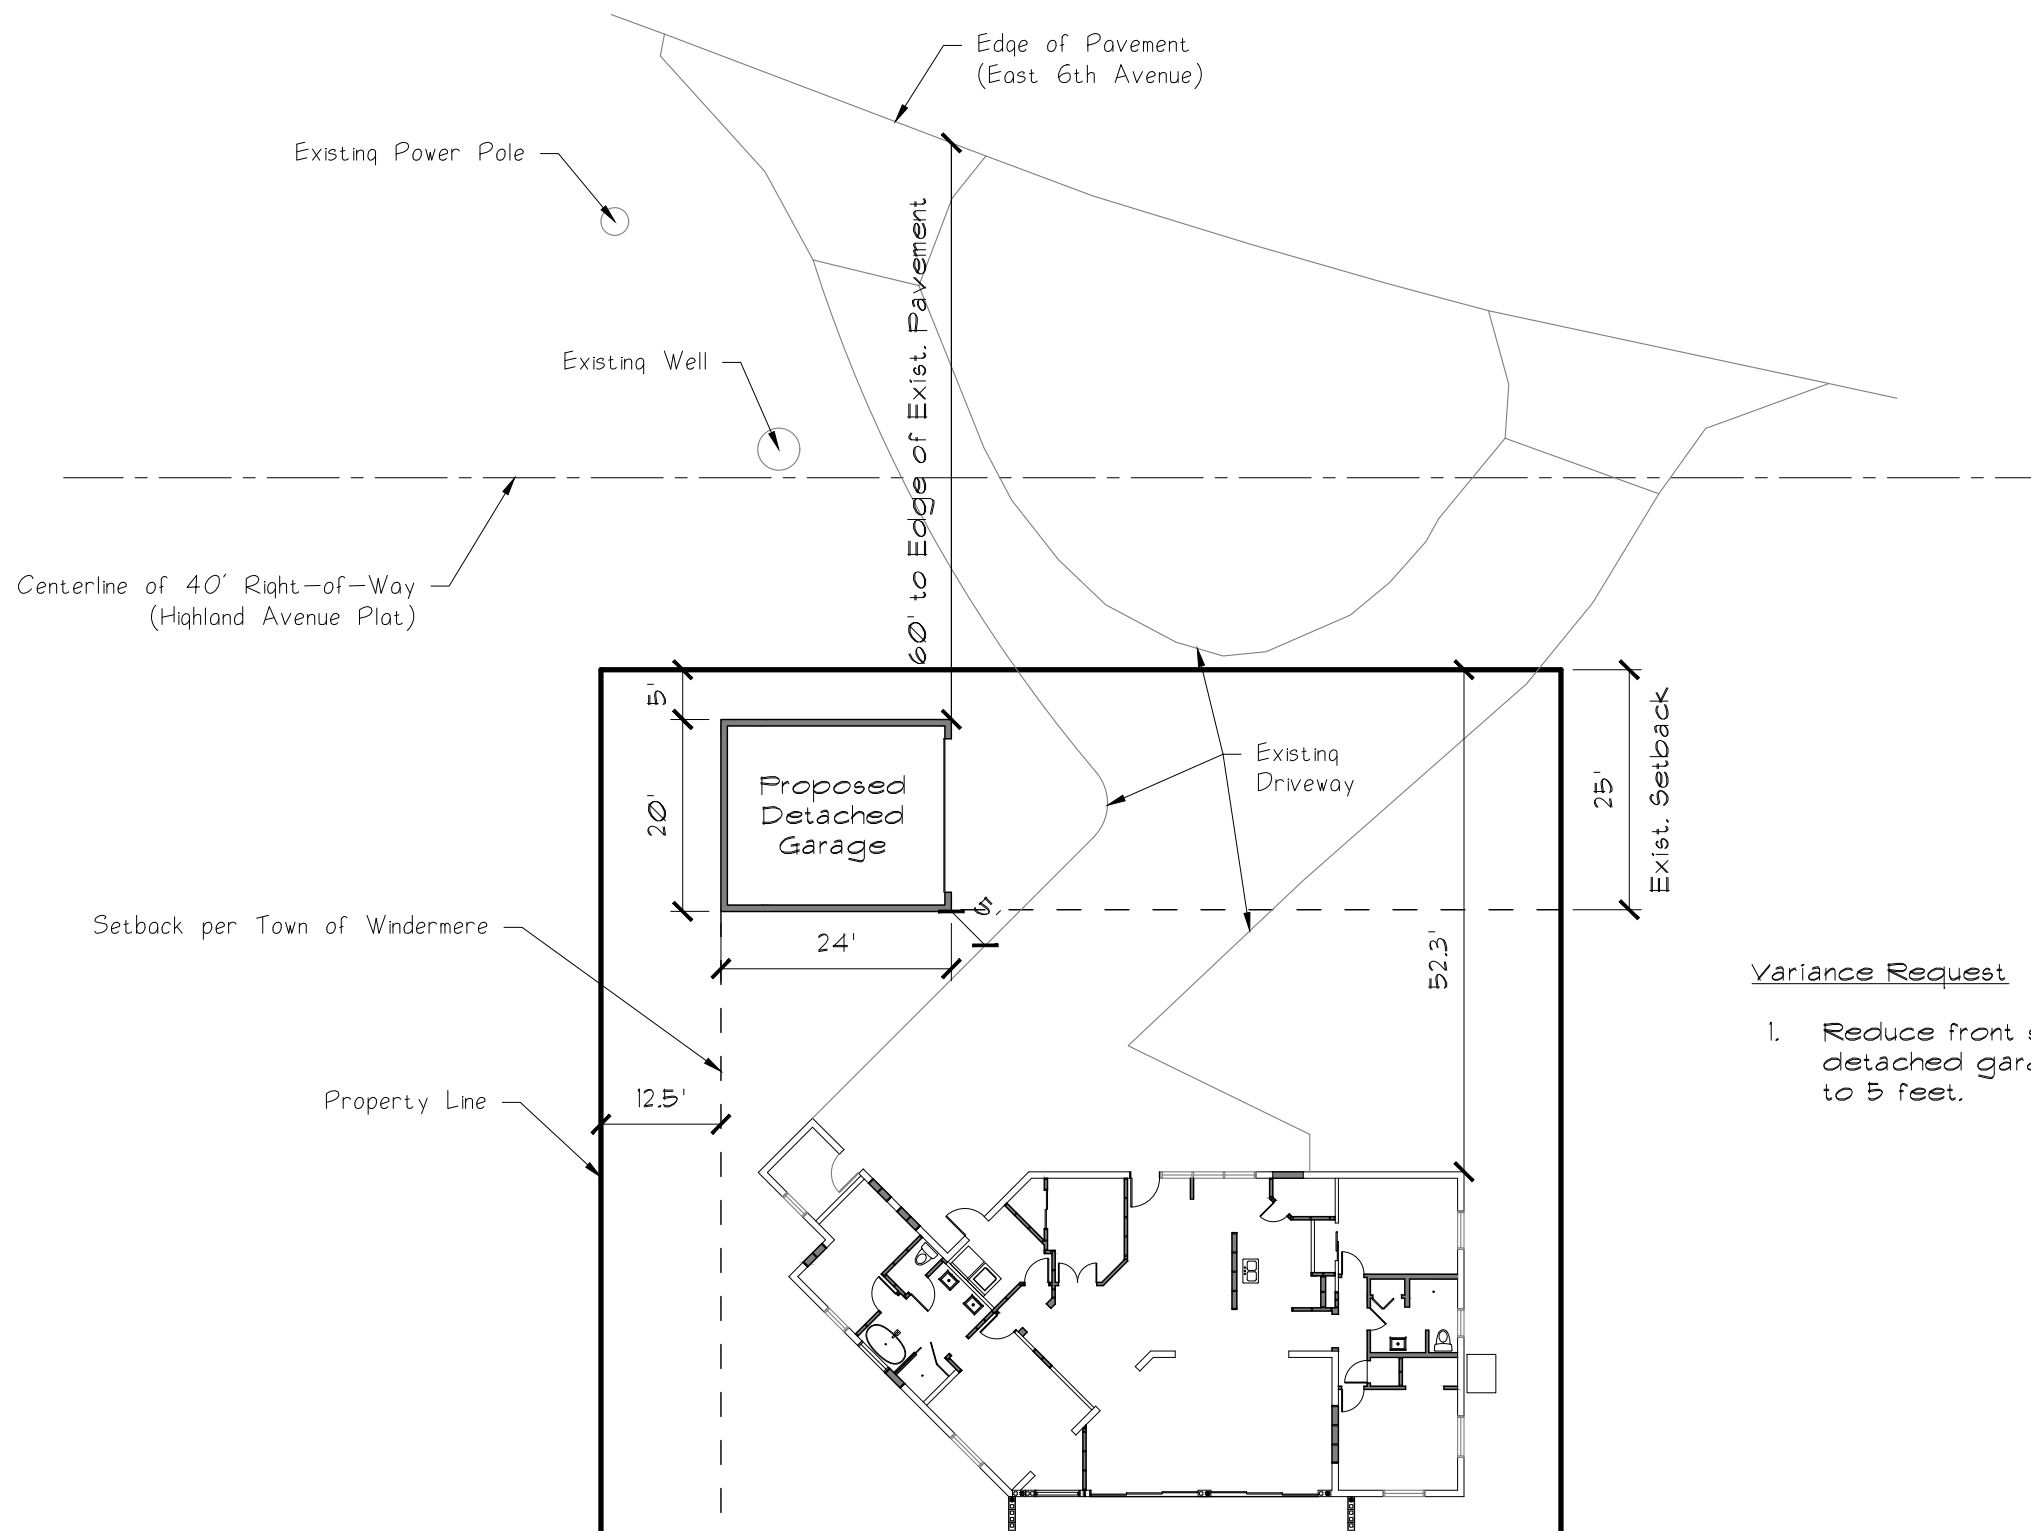 Edge of Pavement
(East 6th Avenue)
Existing Power Pole
60' to Edge of Exist. Pavement
Existing Well
Centerline of 40' Right-of-Way
(Highland Avenue Plat)
5'
20'
Proposed
Detached
Garage
Existing
Driveway
25'
Exist. Setback
5'
24'
Setback per Town of Windermere
52.3'
Variance Request
12.5'
Property Line
1. Reduce front
detached
to 5 feet.